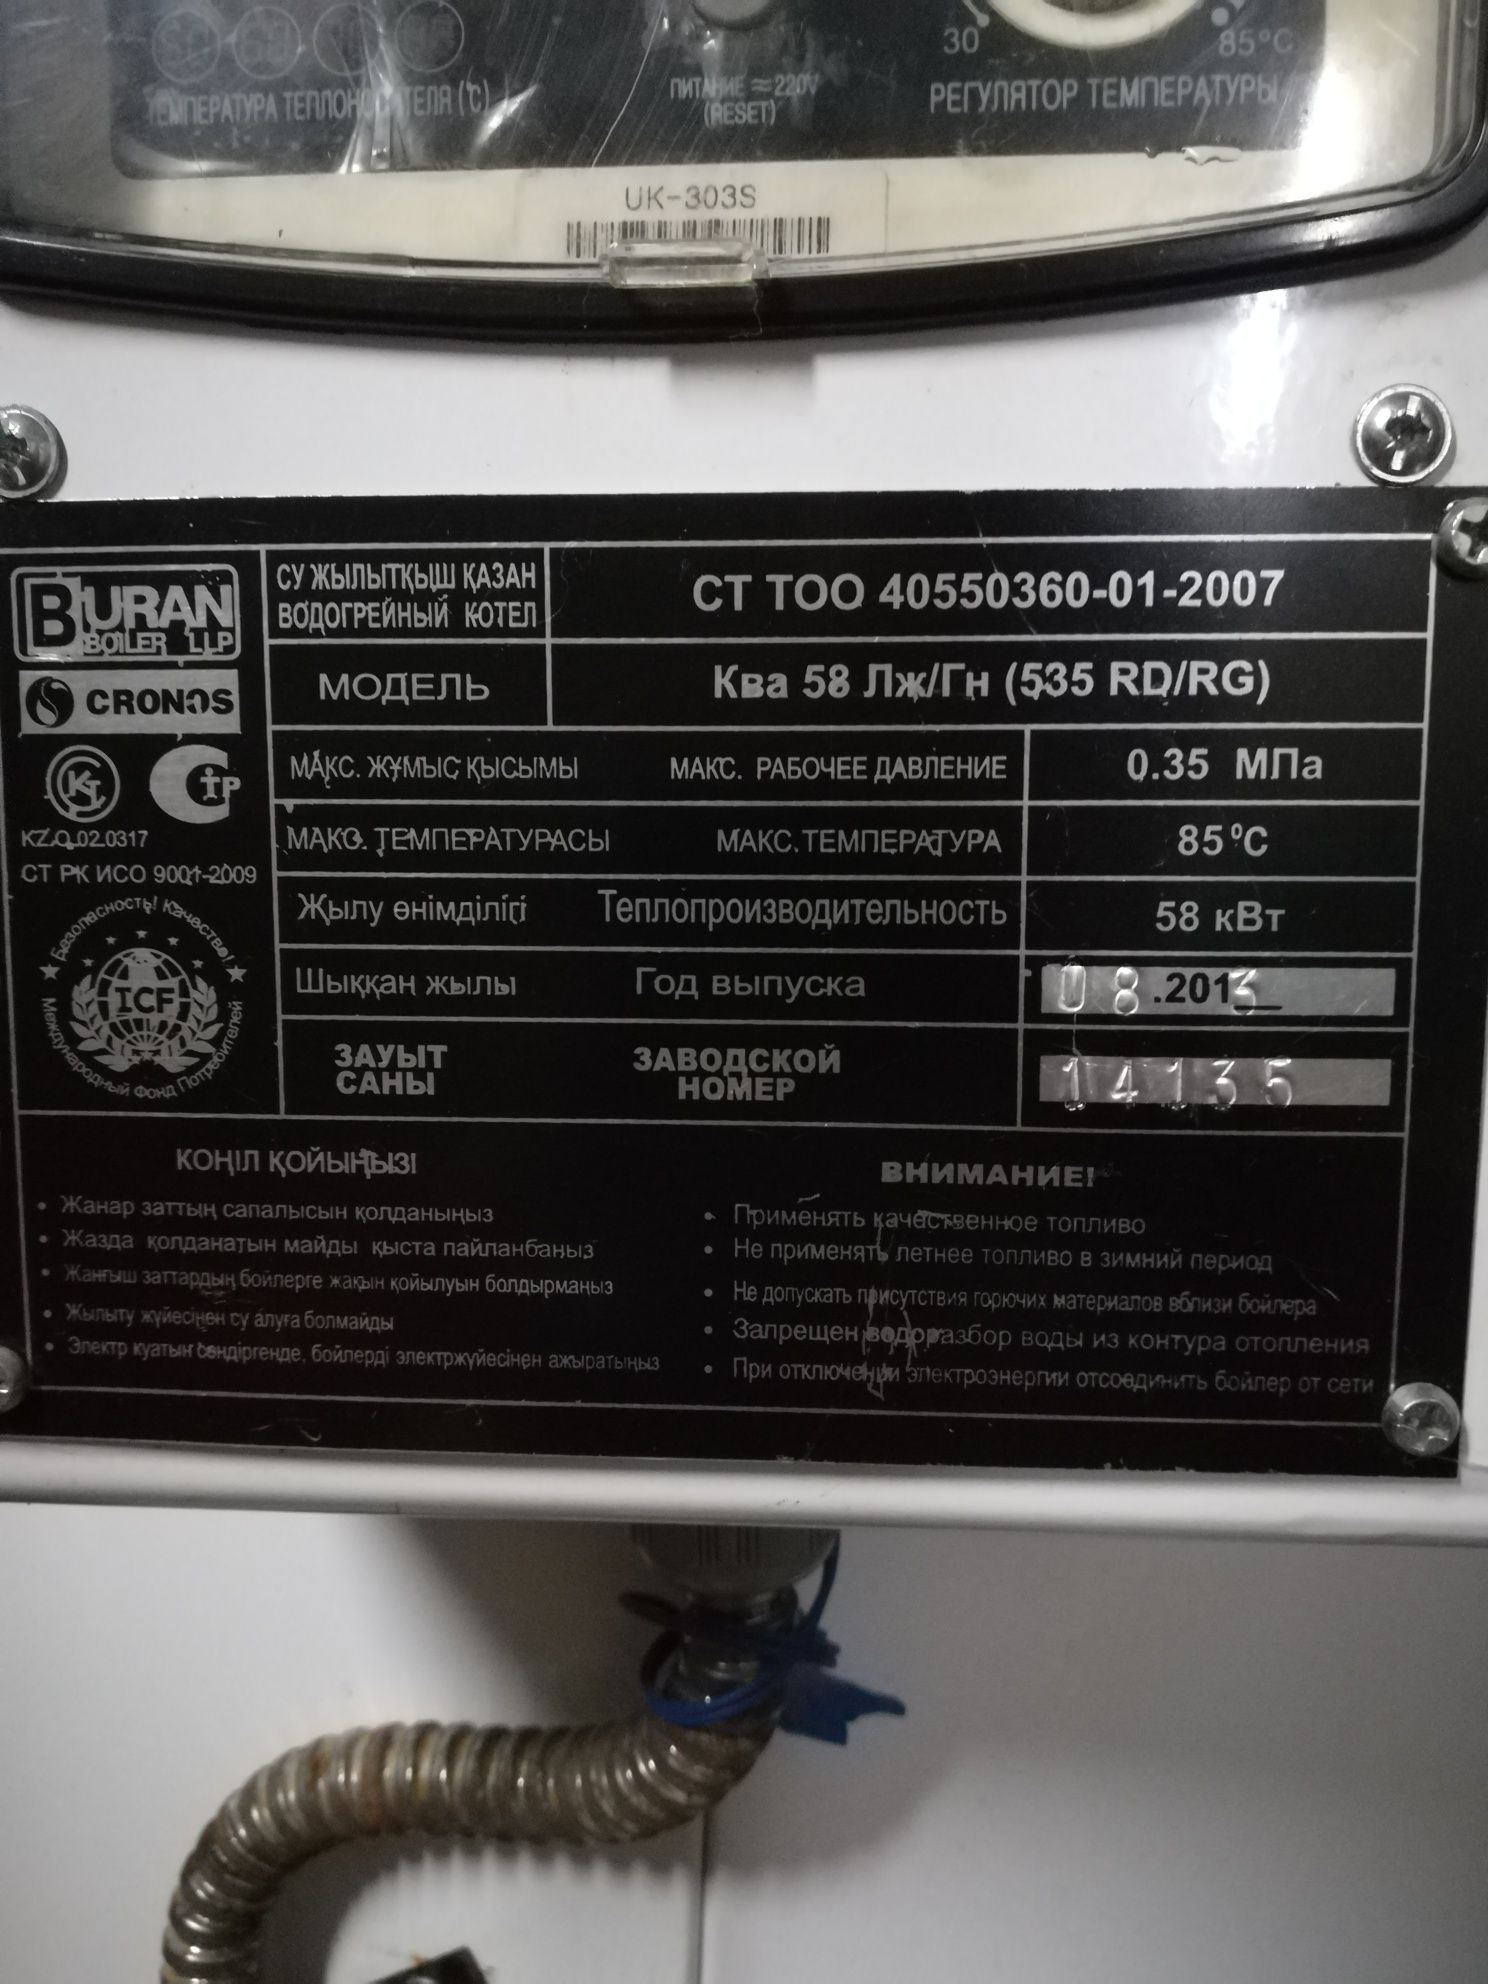 ТЕМПЕРАТУРА ТЕПЛОНОСИТЕЛЯ (℃)
ПИТАНИЕ ≈220V
(RESET)
30
85°C
РЕГУЛЯТОР ТЕМПЕРАТУРЫ
UK-303S
BURAN
BOILER LLP
CRONOS
KZ.O.02.0317
СТ РК ИСО 9001-2009
Безопасность! Качество!
ICF
Международный Фонд Потребителей
СУ ЖЫЛЫТҚЫШ ҚАЗАН
ВОДОГРЕЙНЫЙ КОТЕЛ
СТ ТОО 40550360-01-2007
МОДЕЛЬ
Ква 58 Лж/Гн (535 RD/RG)
МАКС. ЖҰМЫС ҚЫСЫМЫ МАКС. РАБОЧЕЕ ДАВЛЕНИЕ 0.35 МПа
МАКС. ТЕМПЕРАТУРАСЫ МАКС. ТЕМПЕРАТУРА 85⁰С
Жылу өнімділігі Теплопроизводительность 58 кВт
Шыққан жылы Год выпуска 08.2013
ЗАУЫТ
САНЫ
ЗАВОДСКОЙ
НОМЕР
14135
КОҢІЛ ҚОЙЫҢЫЗ!
• Жанар заттың сапалысын қолданыңыз
• Жазда қолданатын майды қыста пайланбаңыз
• Жанғыш заттардың бойлерге жақын қойылуын болдырмаңыз
• Жылыту жүйесінен су алуға болмайды
• Электр куатын сөндіргенде, бойлерді электржүйесінен ажыратыңыз
ВНИМАНИЕ!
• Применять качественное топливо
• Не применять летнее топливо в зимний период
• Не допускать присутствия горючих материалов вблизи бойлера
• Запрещен водоразбор воды из контура отопления
• При отключении электроэнергии отсоединить бойлер от сети